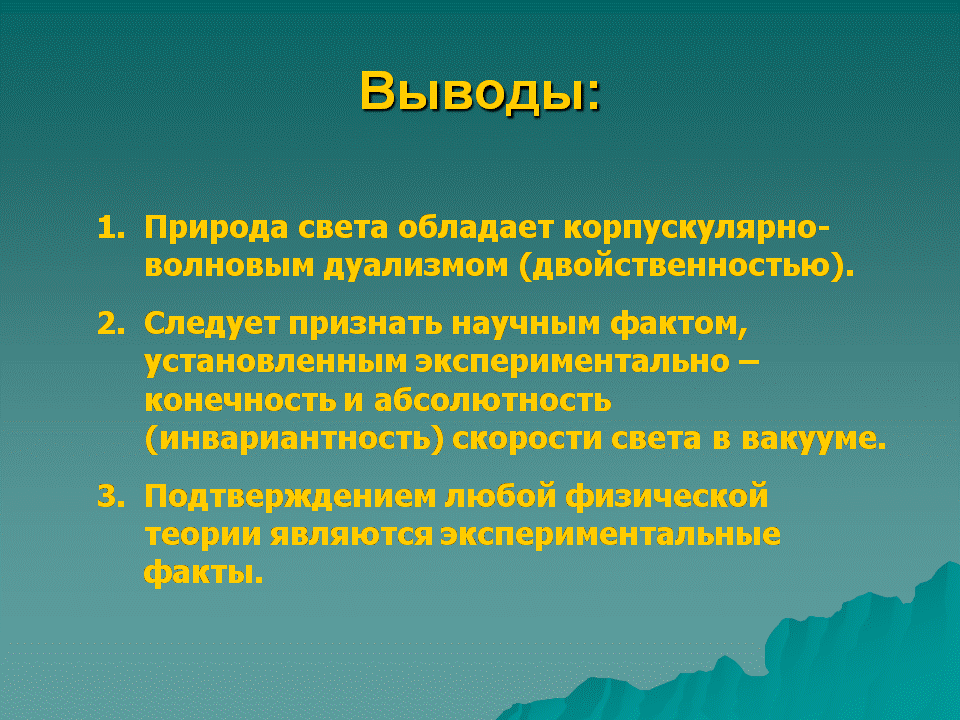 Выводы:
1. Природа света обладает корпускулярно-
волновым дуализмом (двойственностью).
2. Следует признать научным фактом,
установленным экспериментально –
конечность и абсолютность
(инвариантность) скорости света в вакууме.
3. Подтверждением любой физической
теории являются экспериментальные
факты.